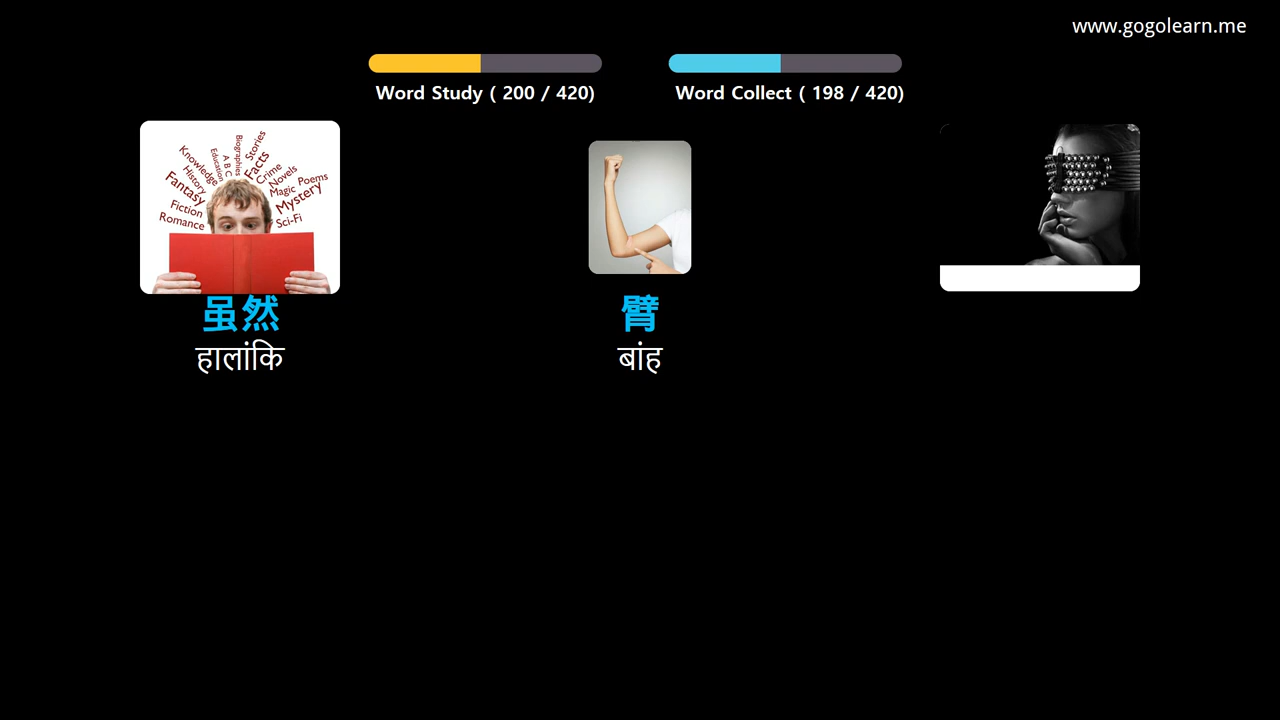 www.gogolearn.me
Word Study ( 200 / 420)
Word Collect ( 198 / 420)
Biographies
Stories
A B C
Facts
Education
Crime
Knowledge
Novels
History
Magic
Poems
Fantasy
Mystery
Fiction
Sci-Fi
Romance
虽然
臂
हालांकि
बांह